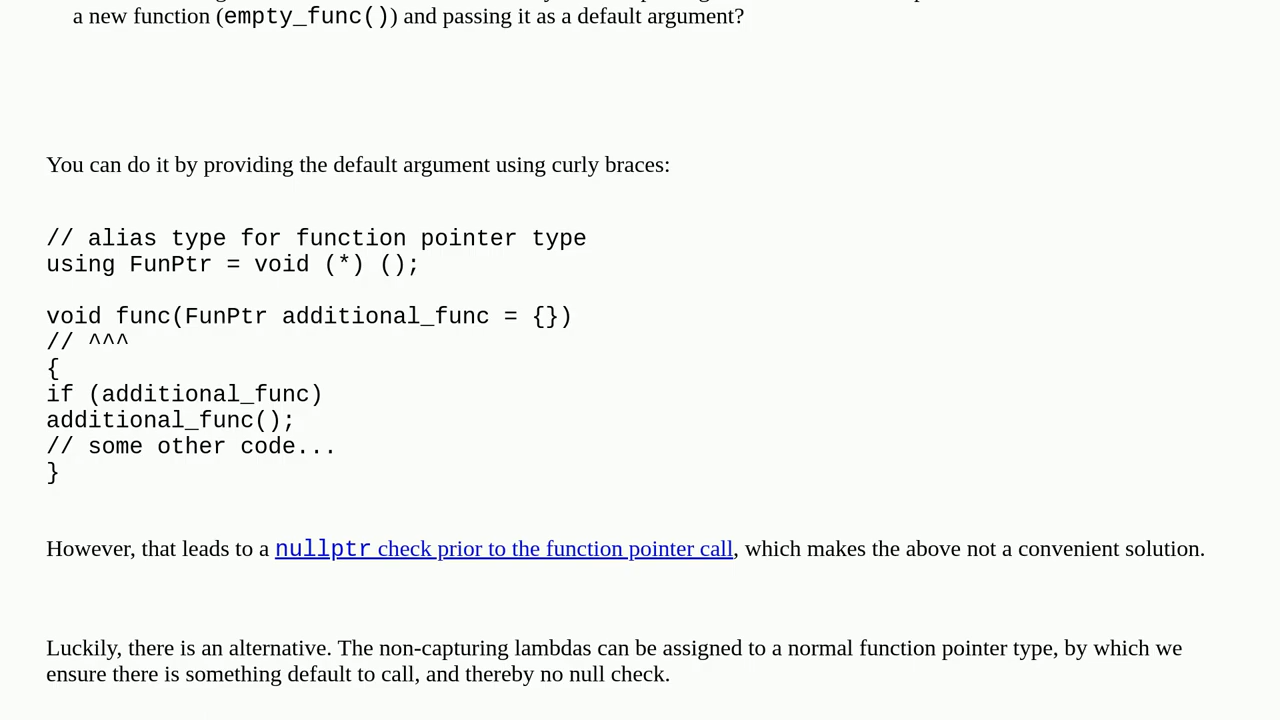 a new function (empty_func()) and passing it as a default argument?
You can do it by providing the default argument using curly braces:
// alias type for function pointer type
using FunPtr = void (*) ();
void func(FunPtr additional_func = {})
// ^^^
{
if (additional_func)
additional_func();
// some other code...
}
However, that leads to a nullptr check prior to the function pointer call, which makes the above not a convenient solution.
Luckily, there is an alternative. The non-capturing lambdas can be assigned to a normal function pointer type, by which we
ensure there is something default to call, and thereby no null check.